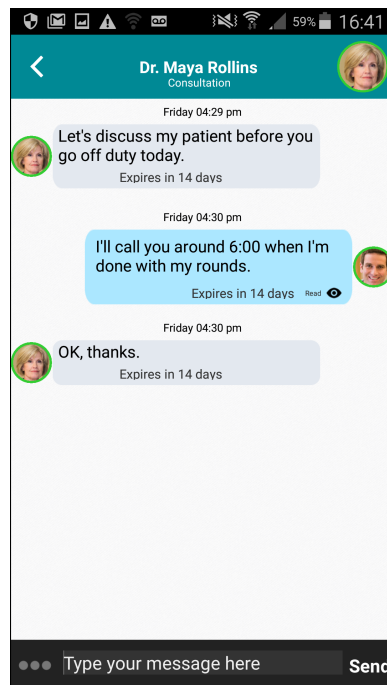 59% 16:41
Dr. Maya Rollins
Consultation
Friday 04:29 pm
Let's discuss my patient before you
go off duty today.
Expires in 14 days
Friday 04:30 pm
I'll call you around 6:00 when I'm
done with my rounds.
Expires in 14 days Read
Friday 04:30 pm
OK, thanks.
Expires in 14 days
Type your message here Send